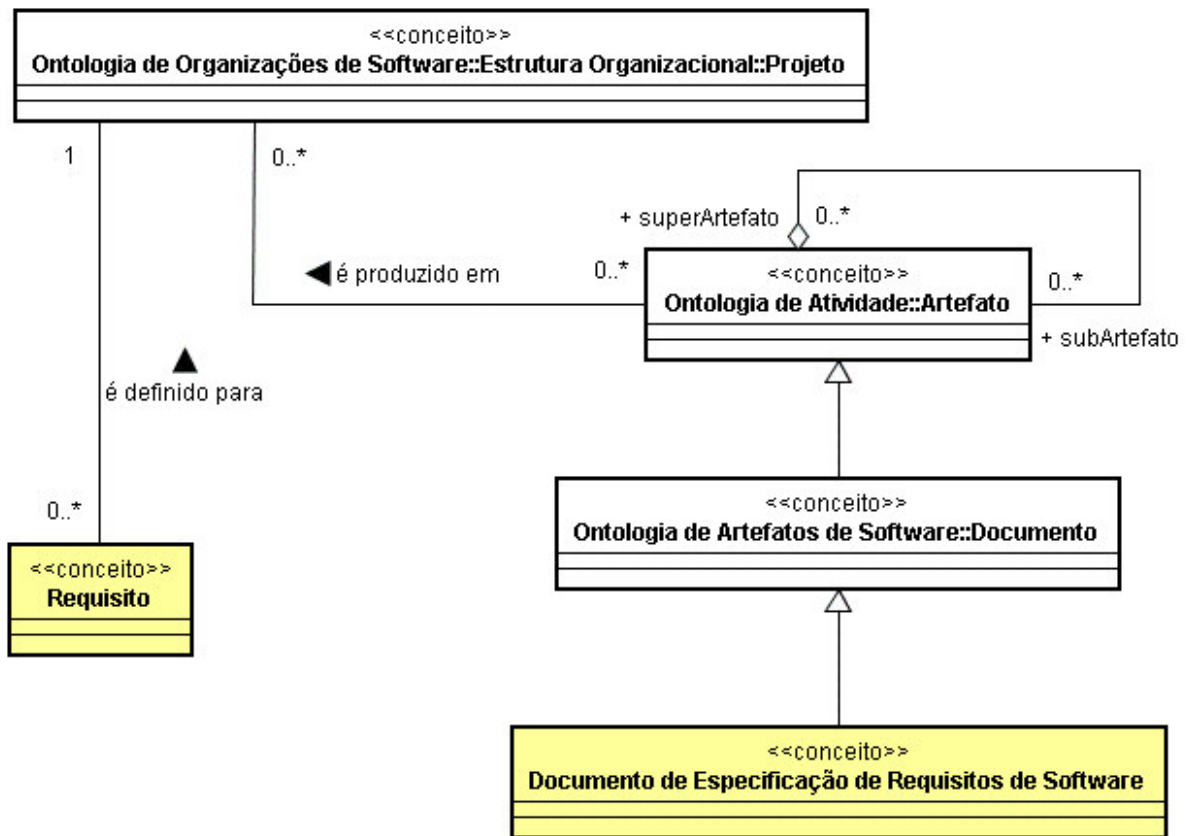 <<conceito>>
Ontologia de Organizações de Software::Estrutura Organizacional::Projeto
1
0..*
+ superArtefato
0..*
é produzido em
0..*
<<conceito>>
Ontologia de Atividade::Artefato
0..*
+ subArtefato
é definido para
0..*
<<conceito>>
Ontologia de Artefatos de Software::Documento
<<conceito>>
Requisito
<<conceito>>
Documento de Especificação de Requisitos de Software